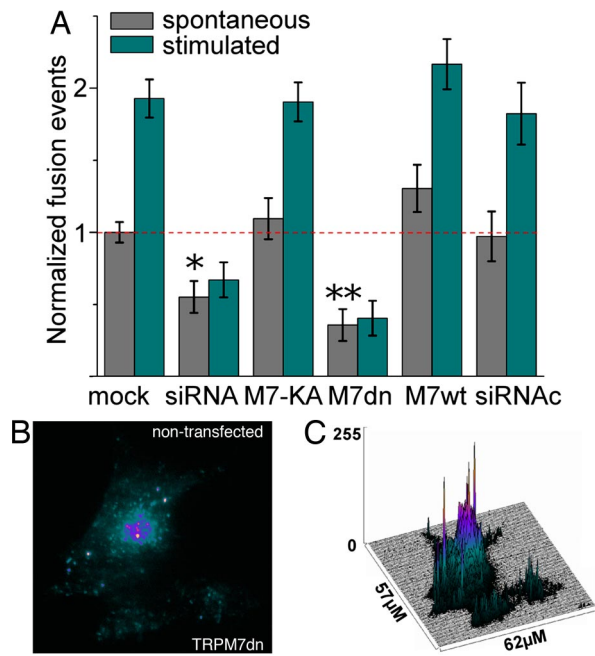 A
spontaneous
stimulated
Normalized fusion events
2
1
* **
mock siRNA M7-KA M7dn M7wt siRNAc
B
non-transfected
TRPM7dn
C
255
0
57µM
62µM